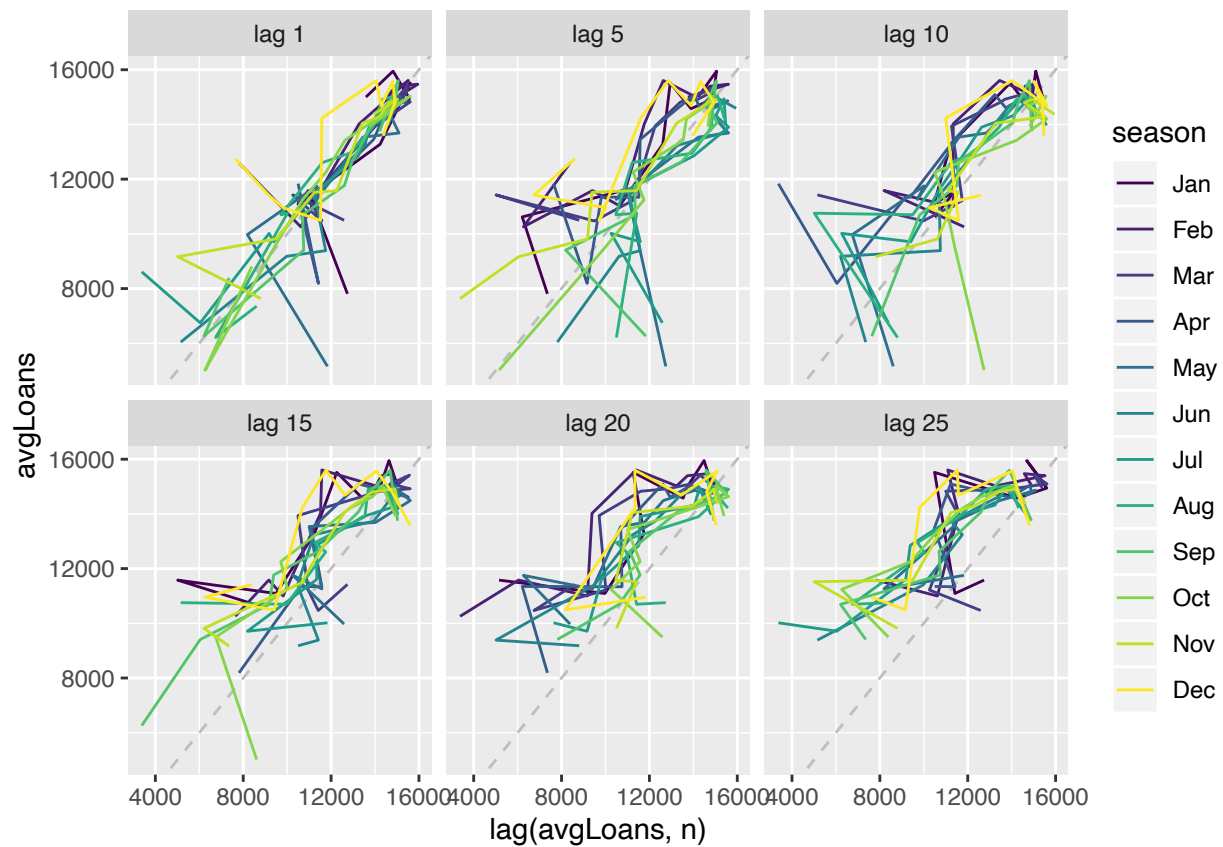 lag 1 lag 5 lag 10
16000
12000
8000
lag 15 lag 20 lag 25
16000
12000
8000
4000 8000 12000 16000 4000 8000 12000 16000 4000 8000 12000 16000
lag(avgLoans, n)
avgLoans
season
Jan
Feb
Mar
Apr
May
Jun
Jul
Aug
Sep
Oct
Nov
Dec